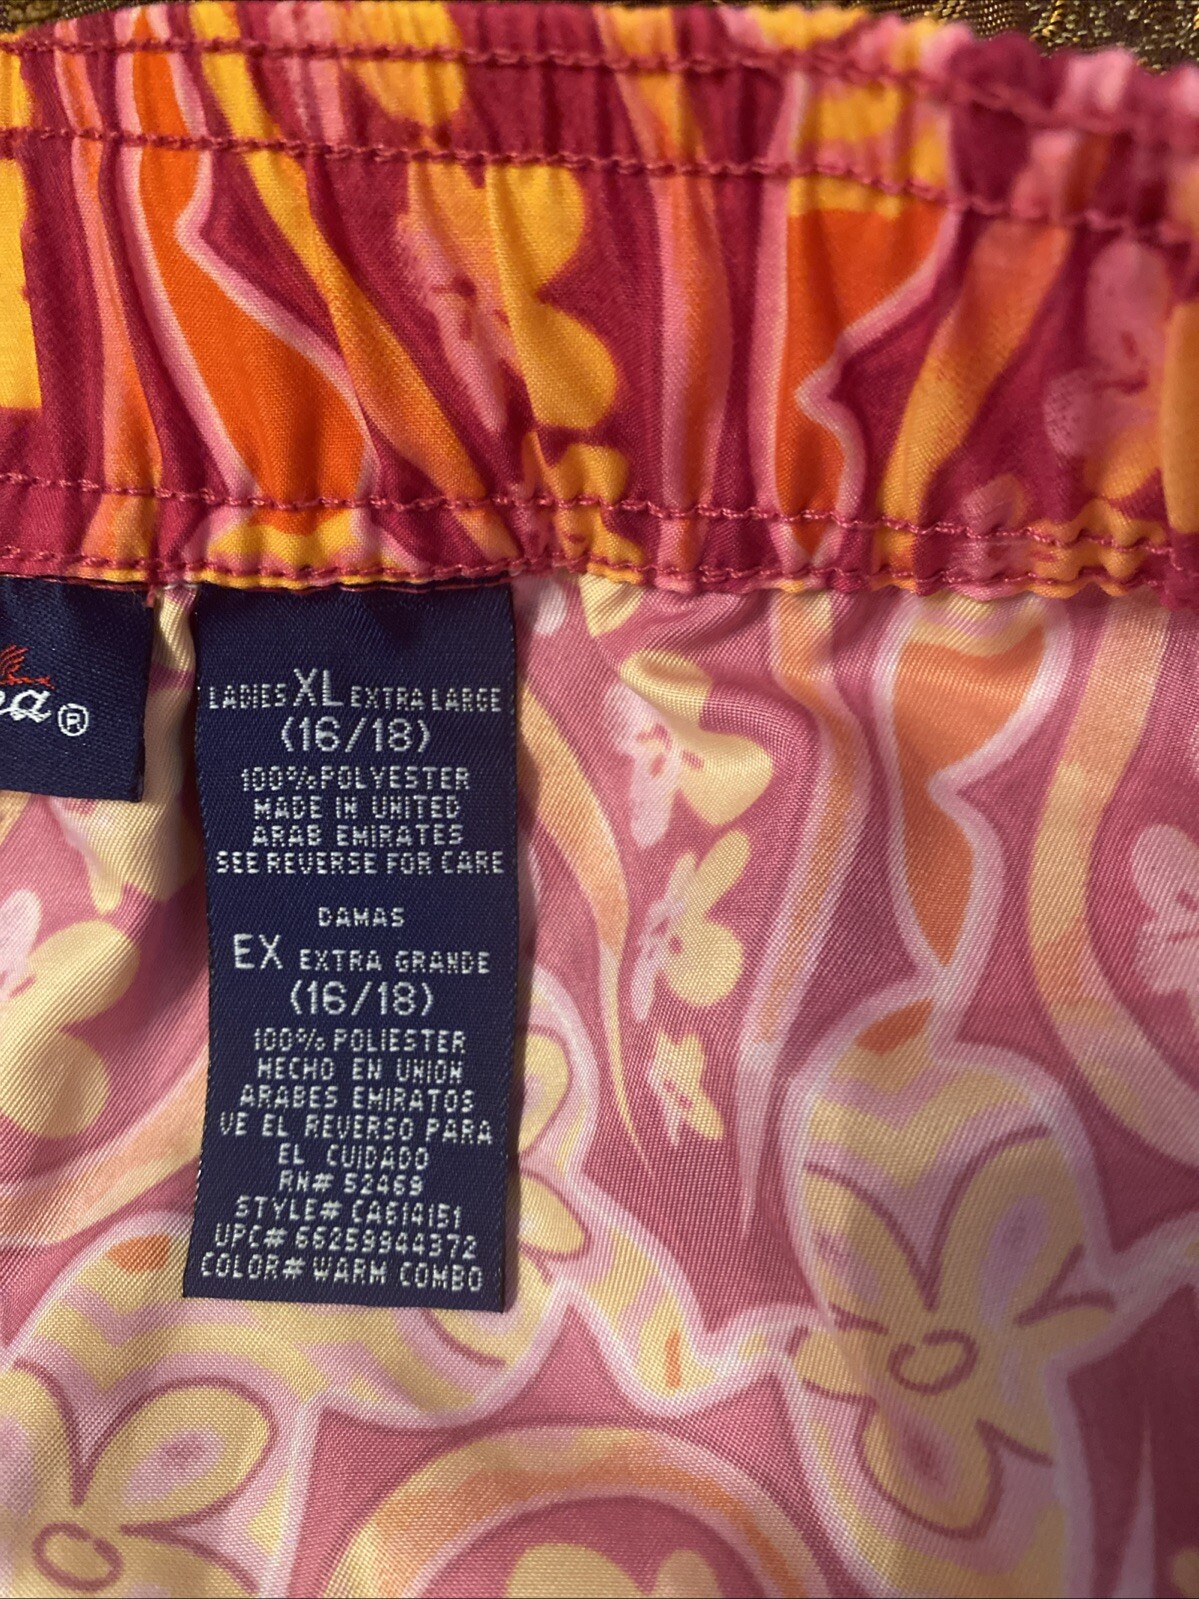 a®
LADIES XL EXTRA LARGE
(16/18)
100% POLYESTER
MADE IN UNITED
ARAB EMIRATES
SEE REVERSE FOR CARE
DAMAS
EX EXTRA GRANDE
(16/18)
100% POLIESTER
HECHO EN UNION
ARABES EMIRATOS
VE EL REVERSO PARA
EL CUIDADO
RN# 52469
STYLE# CA614151
UPC# 66259944372
COLOR# WARM COMBO